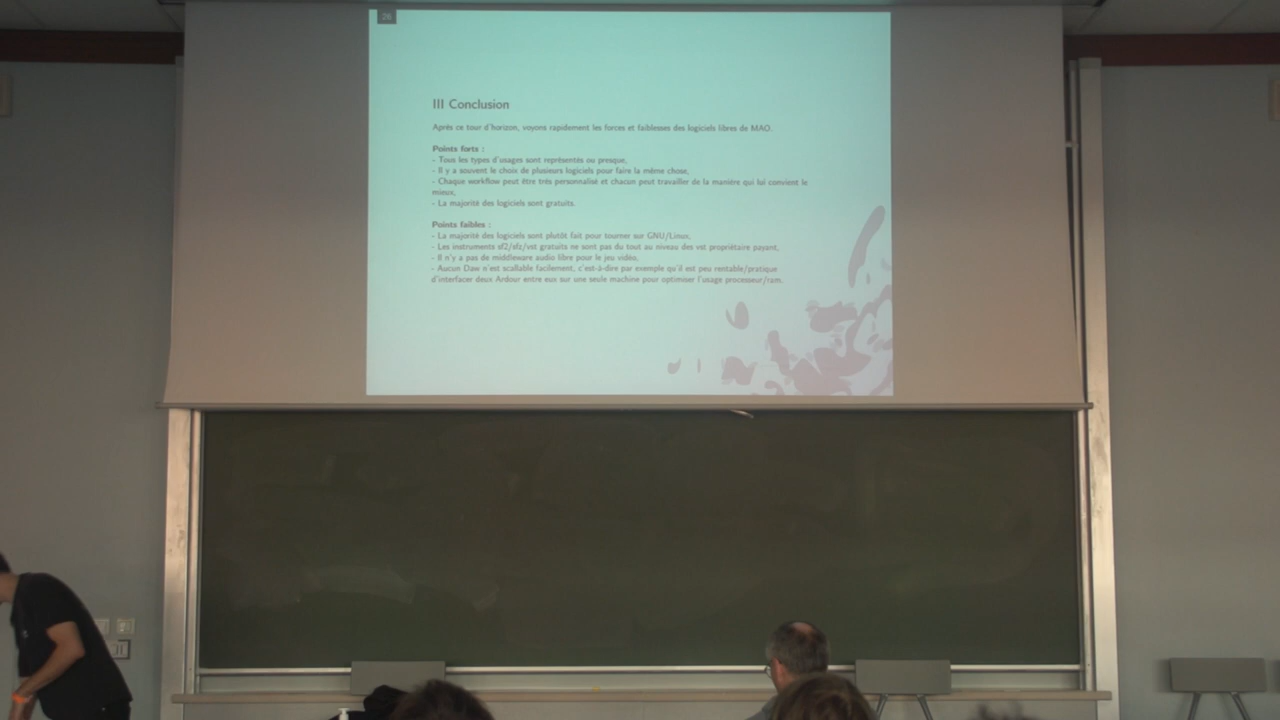 26
III Conclusion
Après ce tour d'horizon, voyons rapidement les forces et faiblesses des logiciels libres de MAO.
Points forts :
- Tous les types d'usages sont représentés ou presque,
- Il y a souvent le choix de plusieurs logiciels pour faire la même chose,
- Chaque workflow peut être très personnalisé et chacun peut travailler de la manière qui lui convient le
mieux,
- La majorité des logiciels sont gratuits.
Points faibles :
- La majorité des logiciels sont plutôt fait pour tourner sur GNU/Linux,
- Les instruments sf2/sfz/vst gratuits ne sont pas du tout au niveau des vst propriétaire payant,
- Il n'y a pas de middleware audio libre pour le jeu vidéo,
- Aucun Daw n'est scallable facilement, c'est-à-dire par exemple qu'il est peu rentable/pratique
d'interfacer deux Ardour entre eux sur une seule machine pour optimiser l'usage processeur/ram.